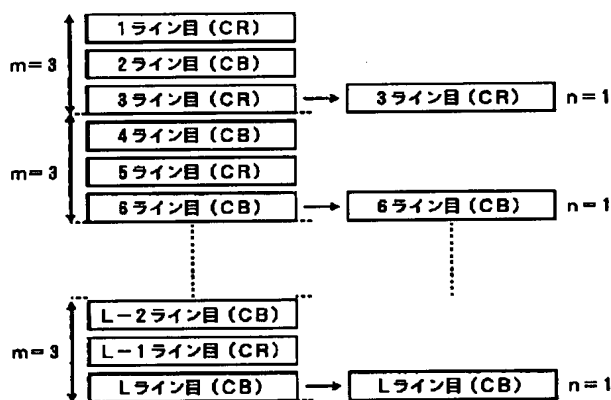 1ライン目(CR)
m=3
2ライン目(CB)
3ライン目(CR)
3ライン目(CR)
n=1
4ライン目(CB)
m=3
5ライン目(CR)
6ライン目(CB)
6ライン目(CB)
n=1
L-2ライン目(CB)
m=3
L-1ライン目(CR)
Lライン目(CB)
Lライン目(CB)
n=1